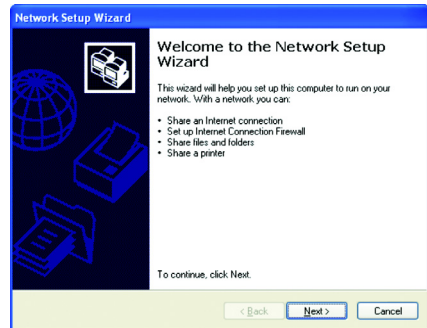 Network Setup Wizard
Welcome to the Network Setup
Wizard
This wizard will help you set up this computer to run on your
network. With a network you can:
• Share an Internet connection
• Set up Internet Connection Firewall
• Share files and folders
• Share a printer
To continue, click Next.
< Back Next > Cancel